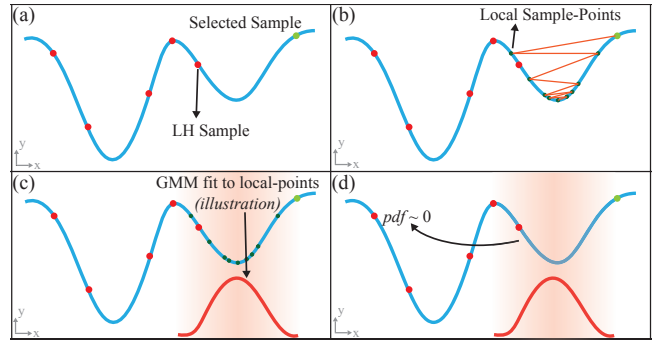 (a)
Selected Sample
LH Sample
y
x
(b)
Local Sample-Points
y
x
(c)
GMM fit to local-points
(illustration)
y
x
(d)
pdf ~ 0
y
x